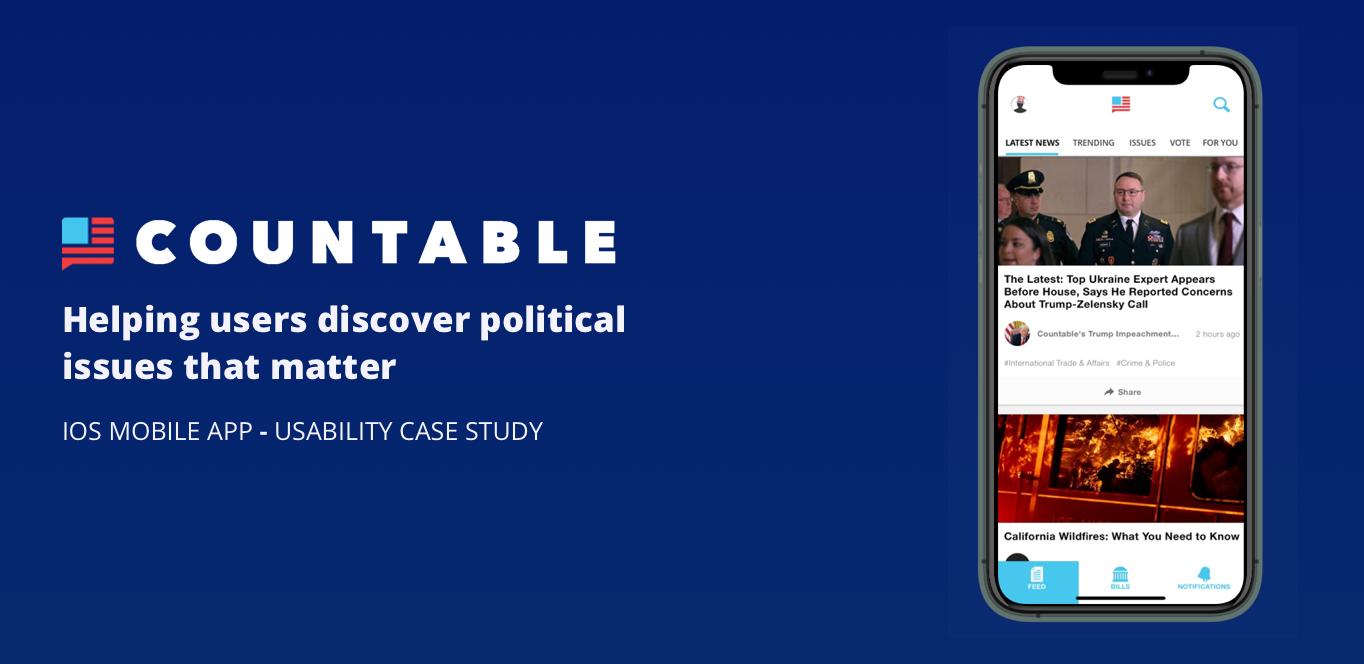 COUNTABLE
Helping users discover political
issues that matter
IOS MOBILE APP - USABILITY CASE STUDY
LATEST NEWS TRENDING ISSUES VOTE FOR YOU
The Latest: Top Ukraine Expert Appears
Before House, Says He Reported Concerns
About Trump-Zelensky Call
Countable's Trump Impeachment... 2 hours ago
#International Trade & Affairs #Crime & Police
Share
California Wildfires: What You Need to Know
FEED BILLS NOTIFICATIONS